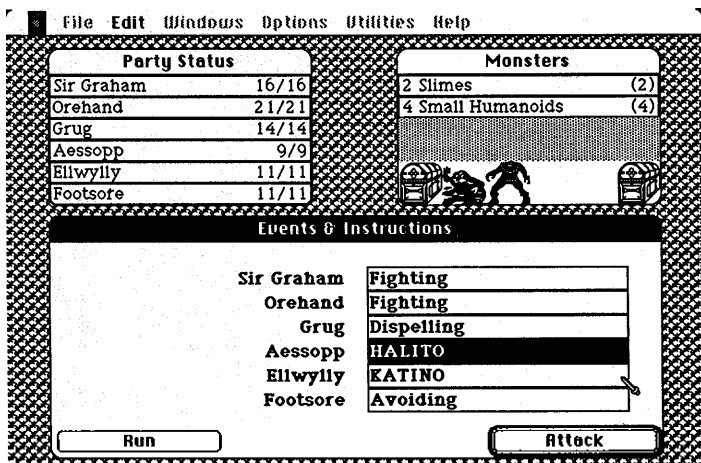 File Edit Windows Options Utilities Help
Party Status
Sir Graham 16/16
Orehand 21/21
Grug 14/14
Aessopp 9/9
Ellwylly 11/11
Footsore 11/11
Monsters
2 Slimes (2)
4 Small Humanoids (4)
Events & Instructions
Sir Graham Fighting
Orehand Fighting
Grug Dispelling
Aessopp HALITO
Ellwylly KATINO
Footsore Avoiding
Run Attack